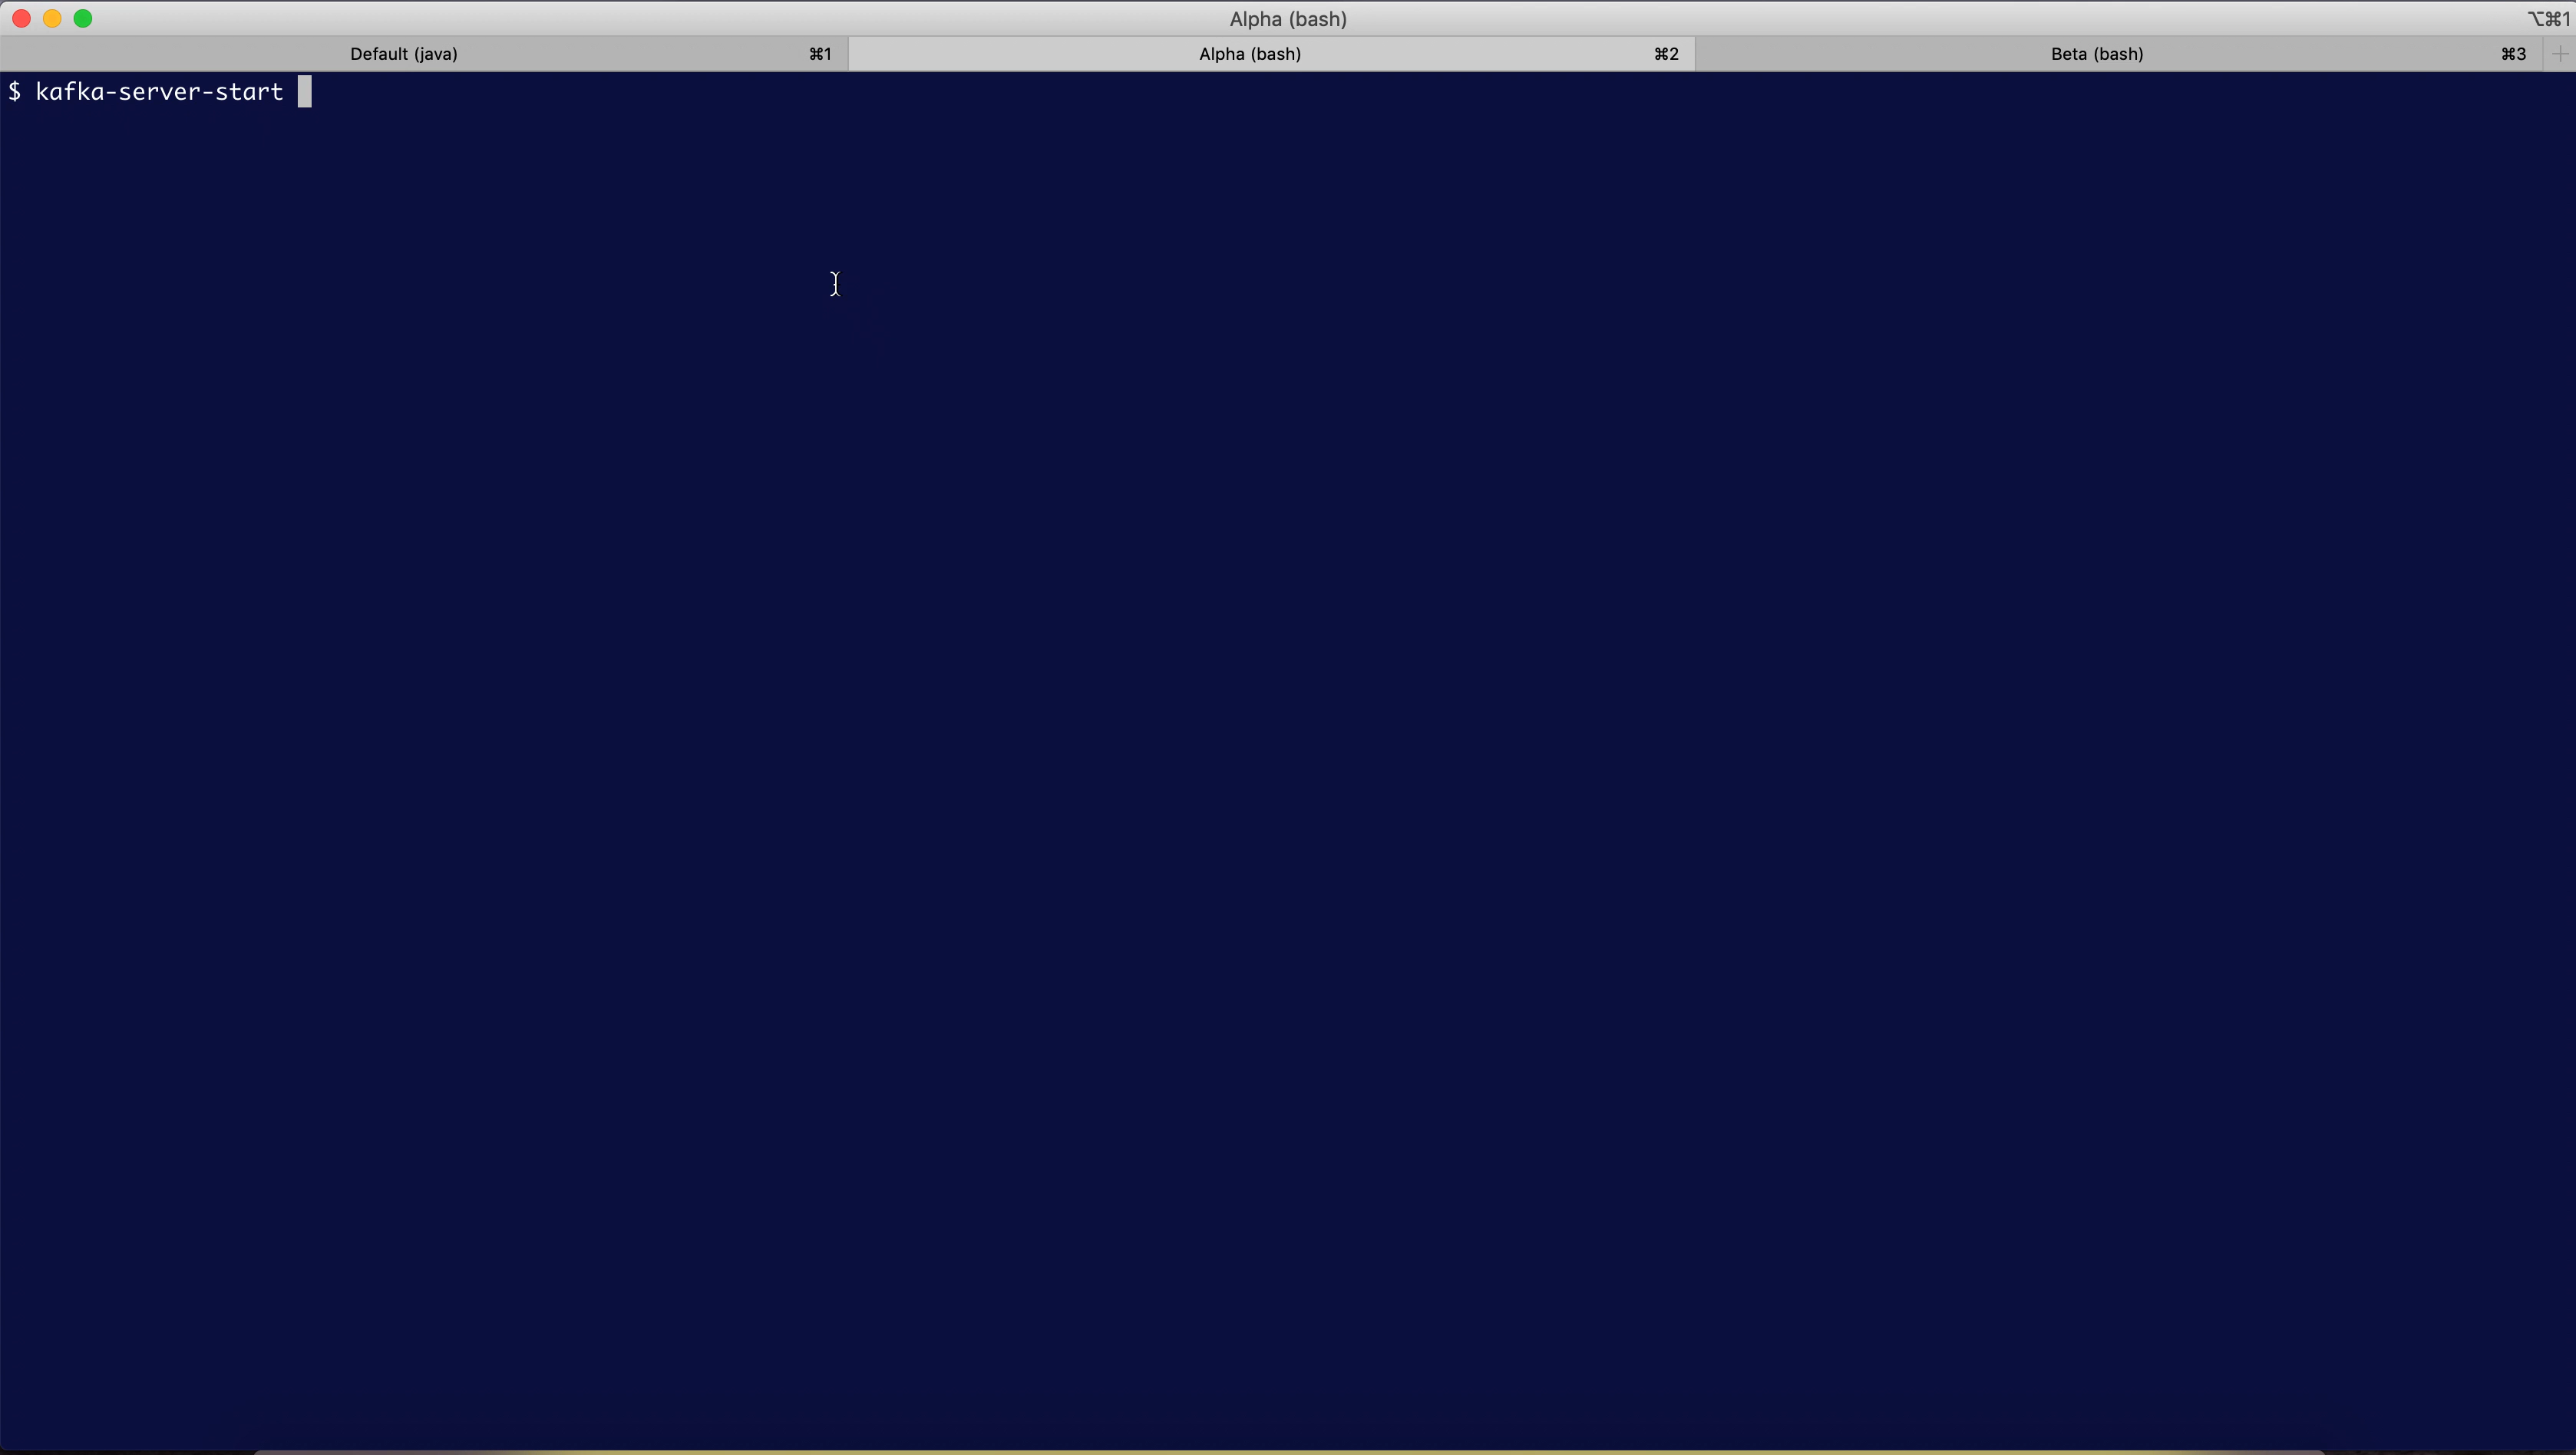 Alpha (bash)
⌥⌘1
Default (java) ⌘1
Alpha (bash) ⌘2
Beta (bash) ⌘3
$ kafka-server-start